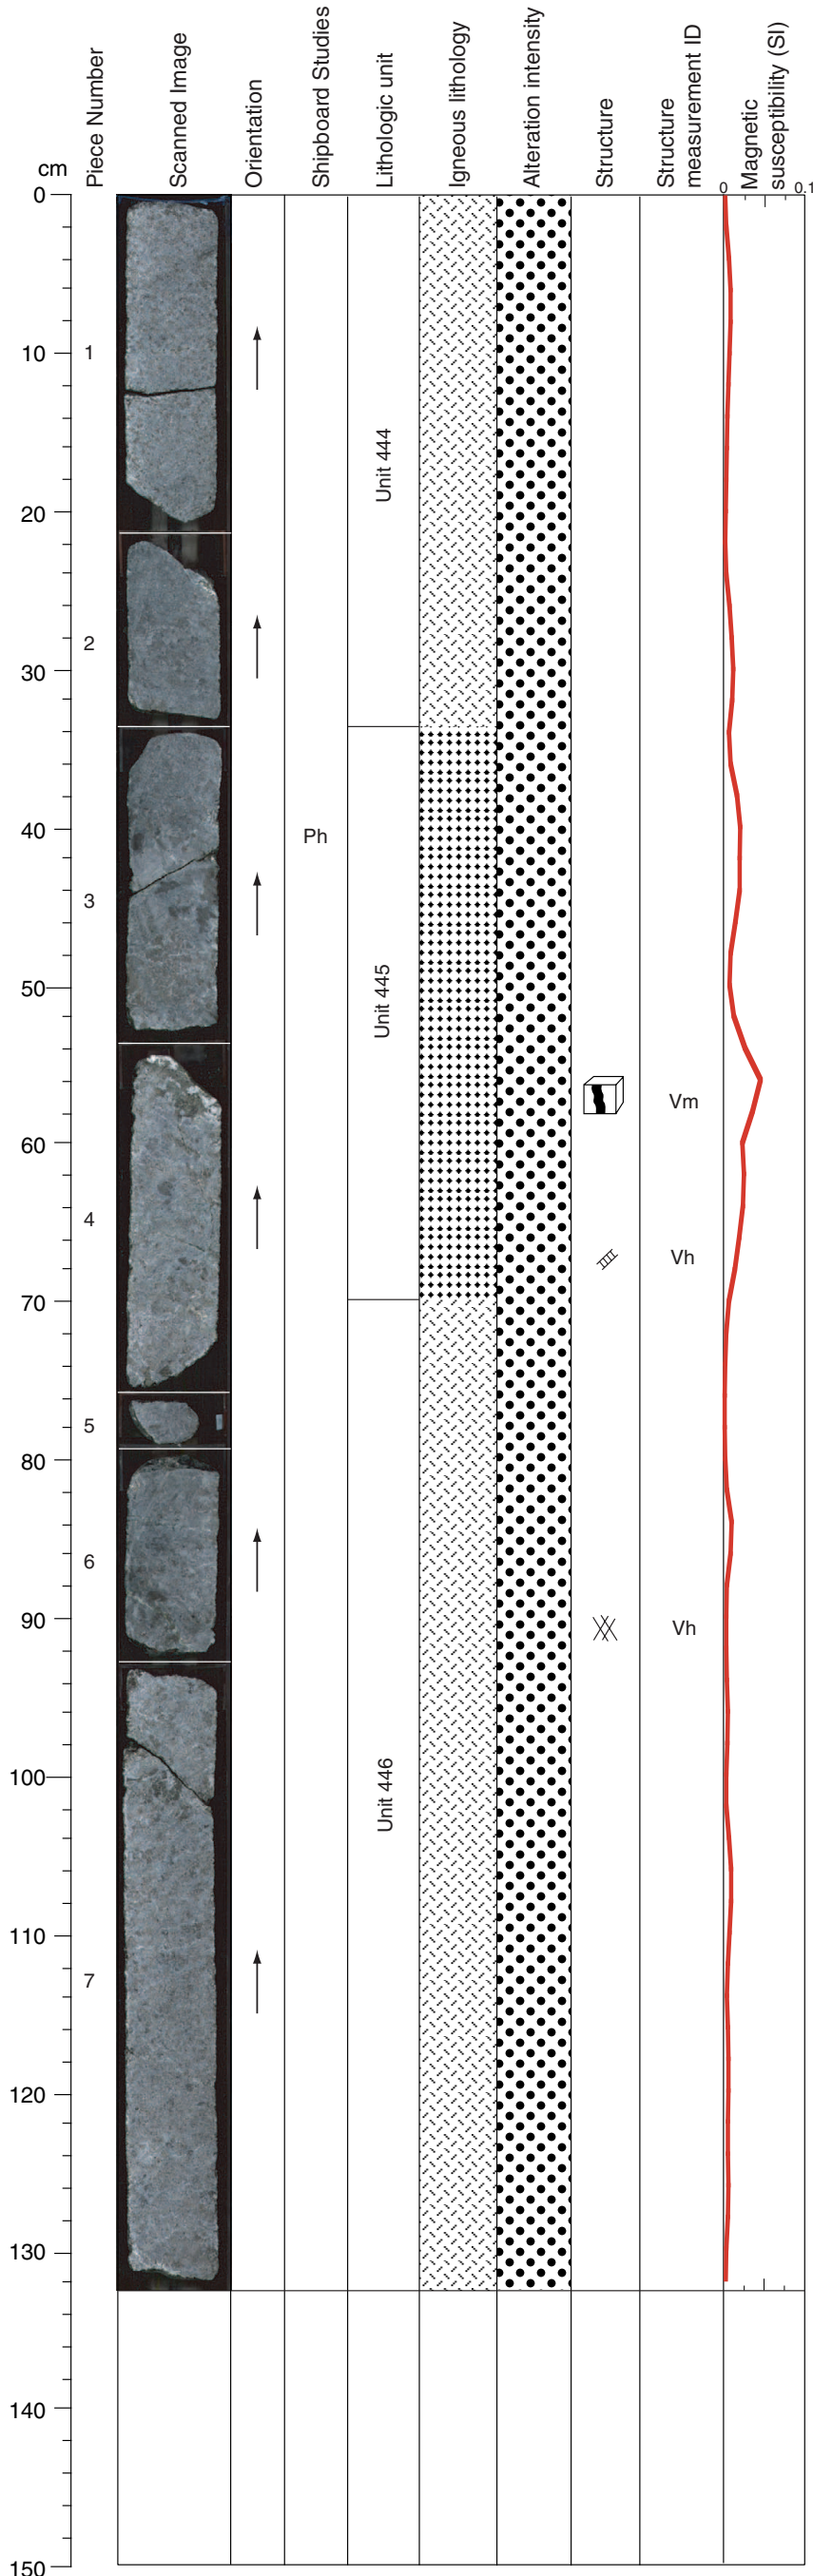 cm
Piece Number
Scanned Image
Orientation
Shipboard Studies
Lithologic unit
Igneous lithology
Alteration intensity
Structure
Structure
measurement ID
Magnetic
susceptibility (SI)
0
0.1
0
10
20
30
40
50
60
70
80
90
100
110
120
130
140
150
1
2
3
4
5
6
7
Ph
Unit 444
Unit 445
Unit 446
Vm
Vh
Vh